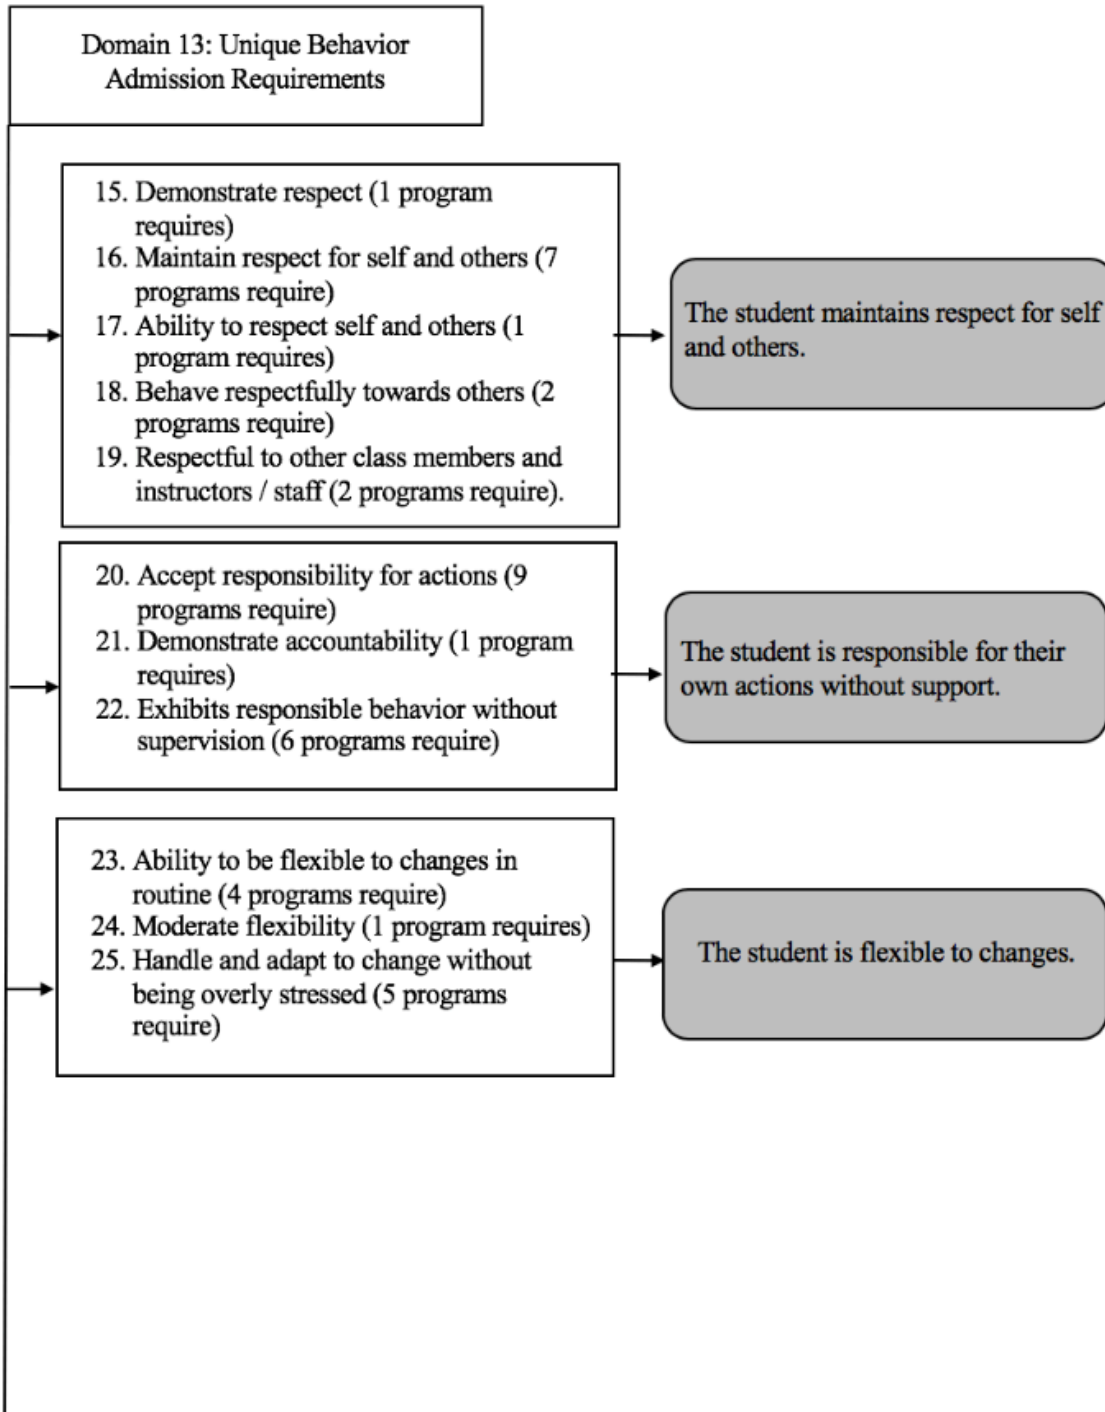 Domain 13: Unique Behavior
Admission Requirements
15. Demonstrate respect (1 program
requires)
16. Maintain respect for self and others (7
programs require)
17. Ability to respect self and others (1
program requires)
18. Behave respectfully towards others (2
programs require)
19. Respectful to other class members and
instructors / staff (2 programs require).
The student maintains respect for self
and others.
20. Accept responsibility for actions (9
programs require)
21. Demonstrate accountability (1 program
requires)
22. Exhibits responsible behavior without
supervision (6 programs require)
The student is responsible for their
own actions without support.
23. Ability to be flexible to changes in
routine (4 programs require)
24. Moderate flexibility (1 program requires)
25. Handle and adapt to change without
being overly stressed (5 programs
require)
The student is flexible to changes.